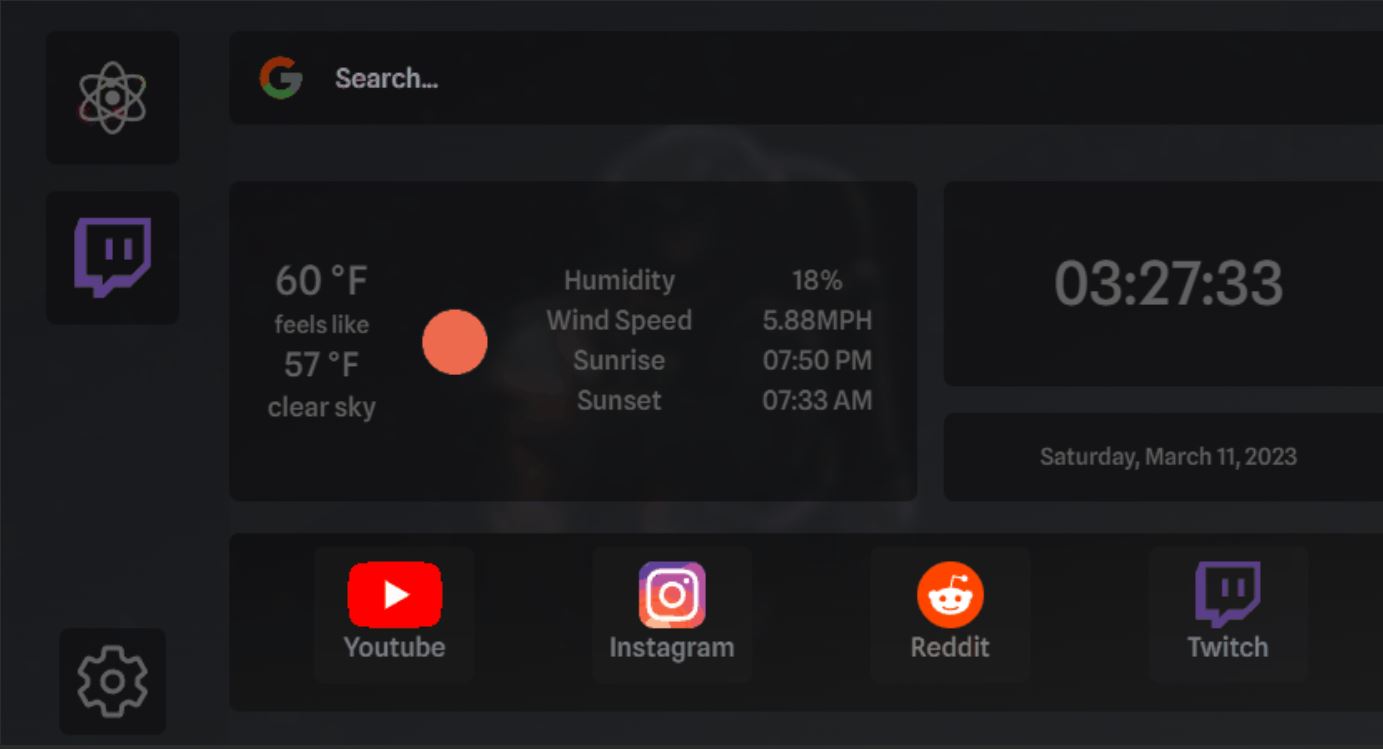 Search...
60 °F
feels like
57 °F
clear sky
Humidity 18%
Wind Speed 5.88MPH
Sunrise 07:50 PM
Sunset 07:33 AM
03:27:33
Saturday, March 11, 2023
Youtube
Instagram
Reddit
Twitch